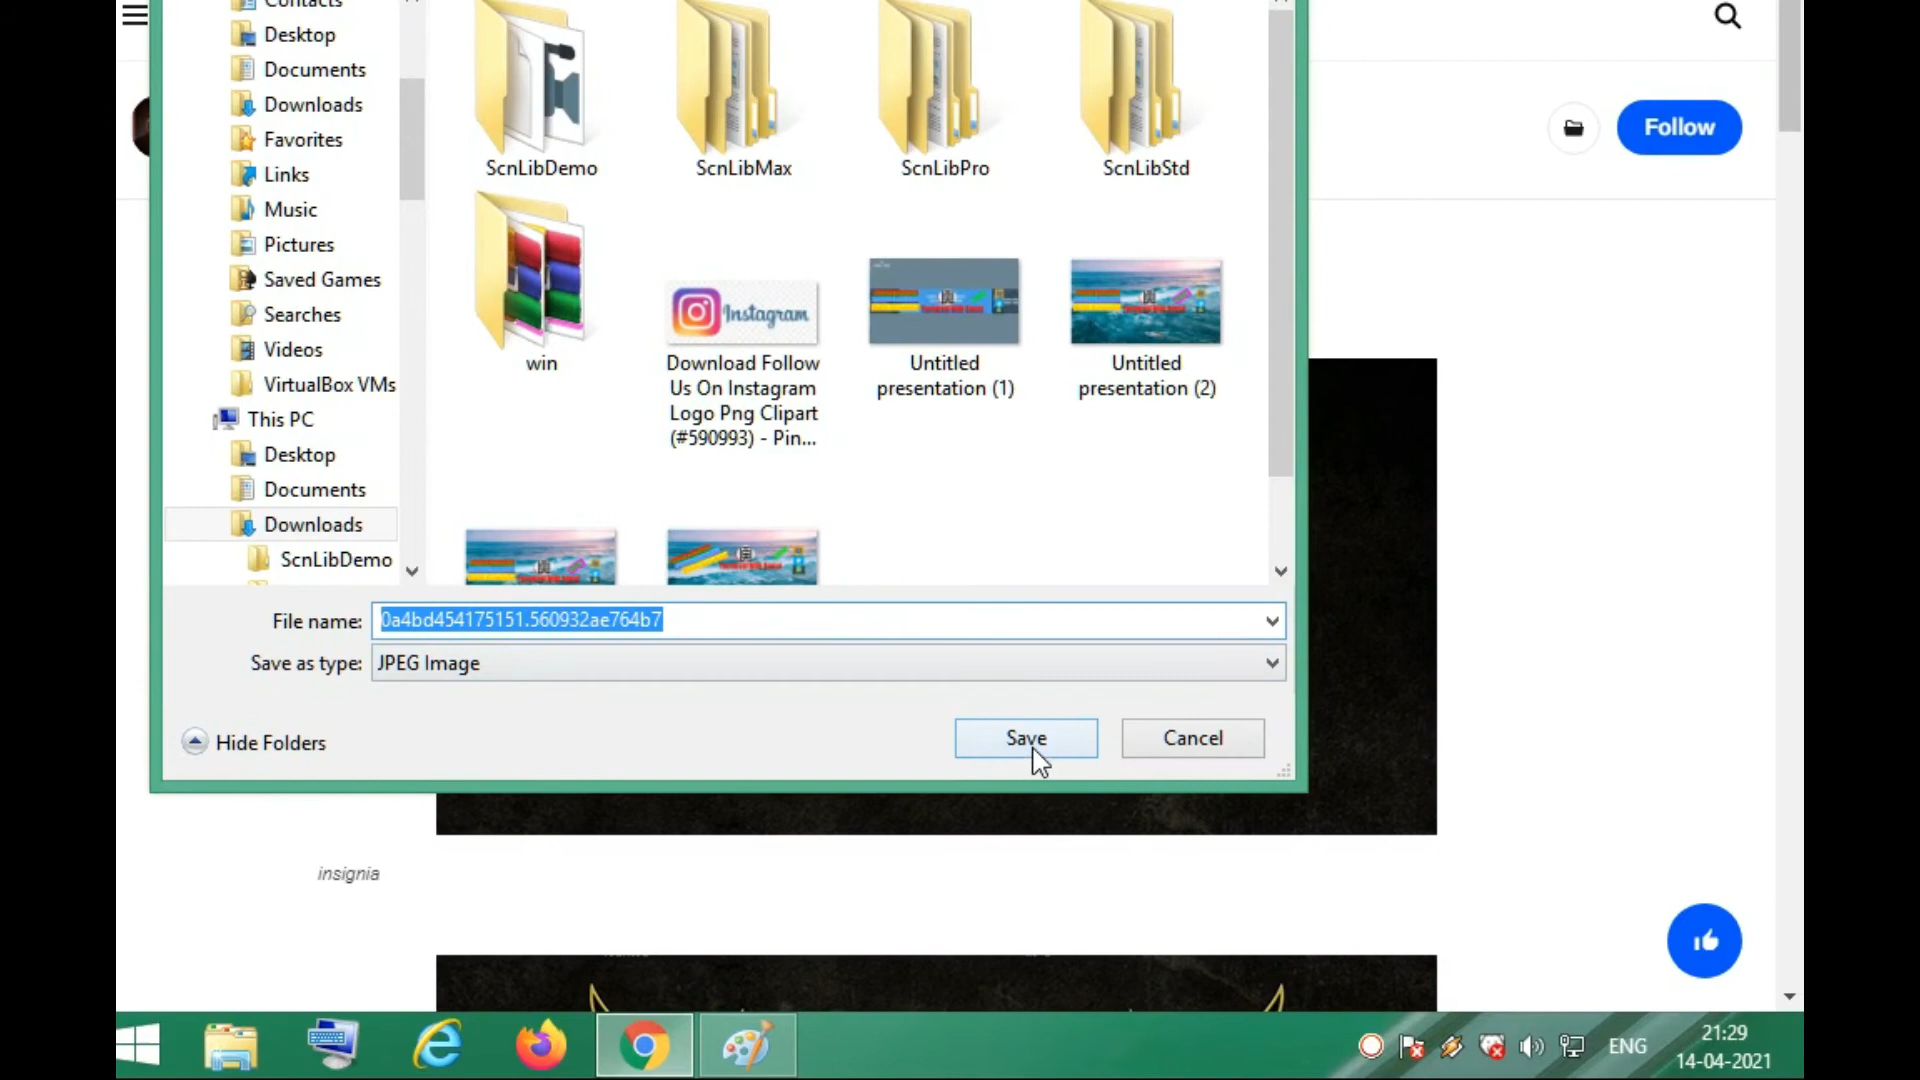 Contacts
Desktop
Documents
Downloads
Favorites
Links
Music
Pictures
Saved Games
Searches
Videos
VirtualBox VMs
This PC
Desktop
Documents
Downloads
ScnLibDemo
ScnLibDemo
ScnLibMax
ScnLibPro
ScnLibStd
win
Instagram
Download Follow
Us On Instagram
Logo Png Clipart
(#590993) - Pin...
Untitled
presentation (1)
Untitled
presentation (2)
File name:
0a4bd454175151.560932ae764b7
Save as type:
JPEG Image
Hide Folders
Save
Cancel
Follow
insignia
ENG
21:29
14-04-2021